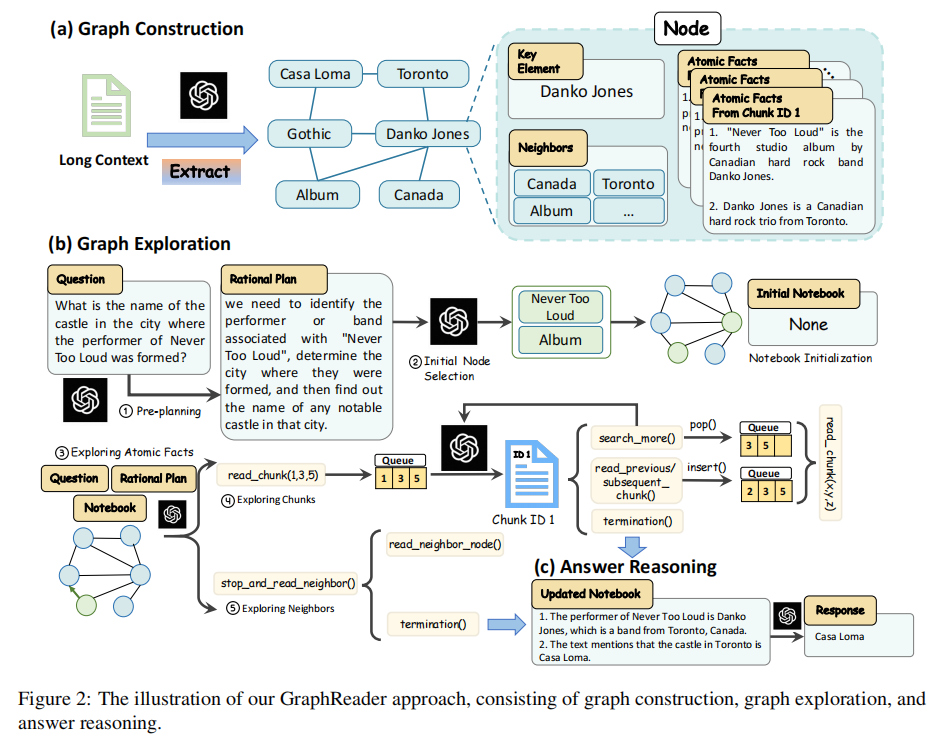 (a) Graph Construction
Long Context
Extract
Casa Loma
Toronto
Gothic
Danko Jones
Album
Canada
Node
Key
Element
Danko Jones
Neighbors
Canada
Toronto
Album
...
Atomic Facts
Atomic Facts
Atomic Facts
From Chunk ID 1
1. "Never Too Loud" is the
fourth studio album by
Canadian hard rock band
Danko Jones.
2. Danko Jones is a Canadian
hard rock trio from Toronto.
(b) Graph Exploration
Question
What is the name of the
castle in the city where
the performer of Never
Too Loud was formed?
① Pre-planning
Rational Plan
we need to identify the
performer or band
associated with "Never
Too Loud", determine the
city where they were
formed, and then find out
the name of any notable
castle in that city.
② Initial Node
Selection
Never Too
Loud
Album
Initial Notebook
None
Notebook Initialization
③ Exploring Atomic Facts
Question
Rational Plan
Notebook
read_chunk(1,3,5)
④ Exploring Chunks
Queue
1 3 5
ID 1
Chunk ID 1
search_more()
pop()
Queue
3 5
read_previous/
subsequent_
chunk()
insert()
Queue
2 3 5
termination()
read_chunk(x,y,z)
stop_and_read_neighbor()
⑤ Exploring Neighbors
read_neighbor_node()
termination()
(c) Answer Reasoning
Updated Notebook
1. The performer of Never Too Loud is Danko
Jones, which is a band from Toronto, Canada.
2. The text mentions that the castle in Toronto is
Casa Loma.
Response
Casa Loma
Figure 2: The illustration of our GraphReader approach, consisting of graph construction, graph exploration, and
answer reasoning.